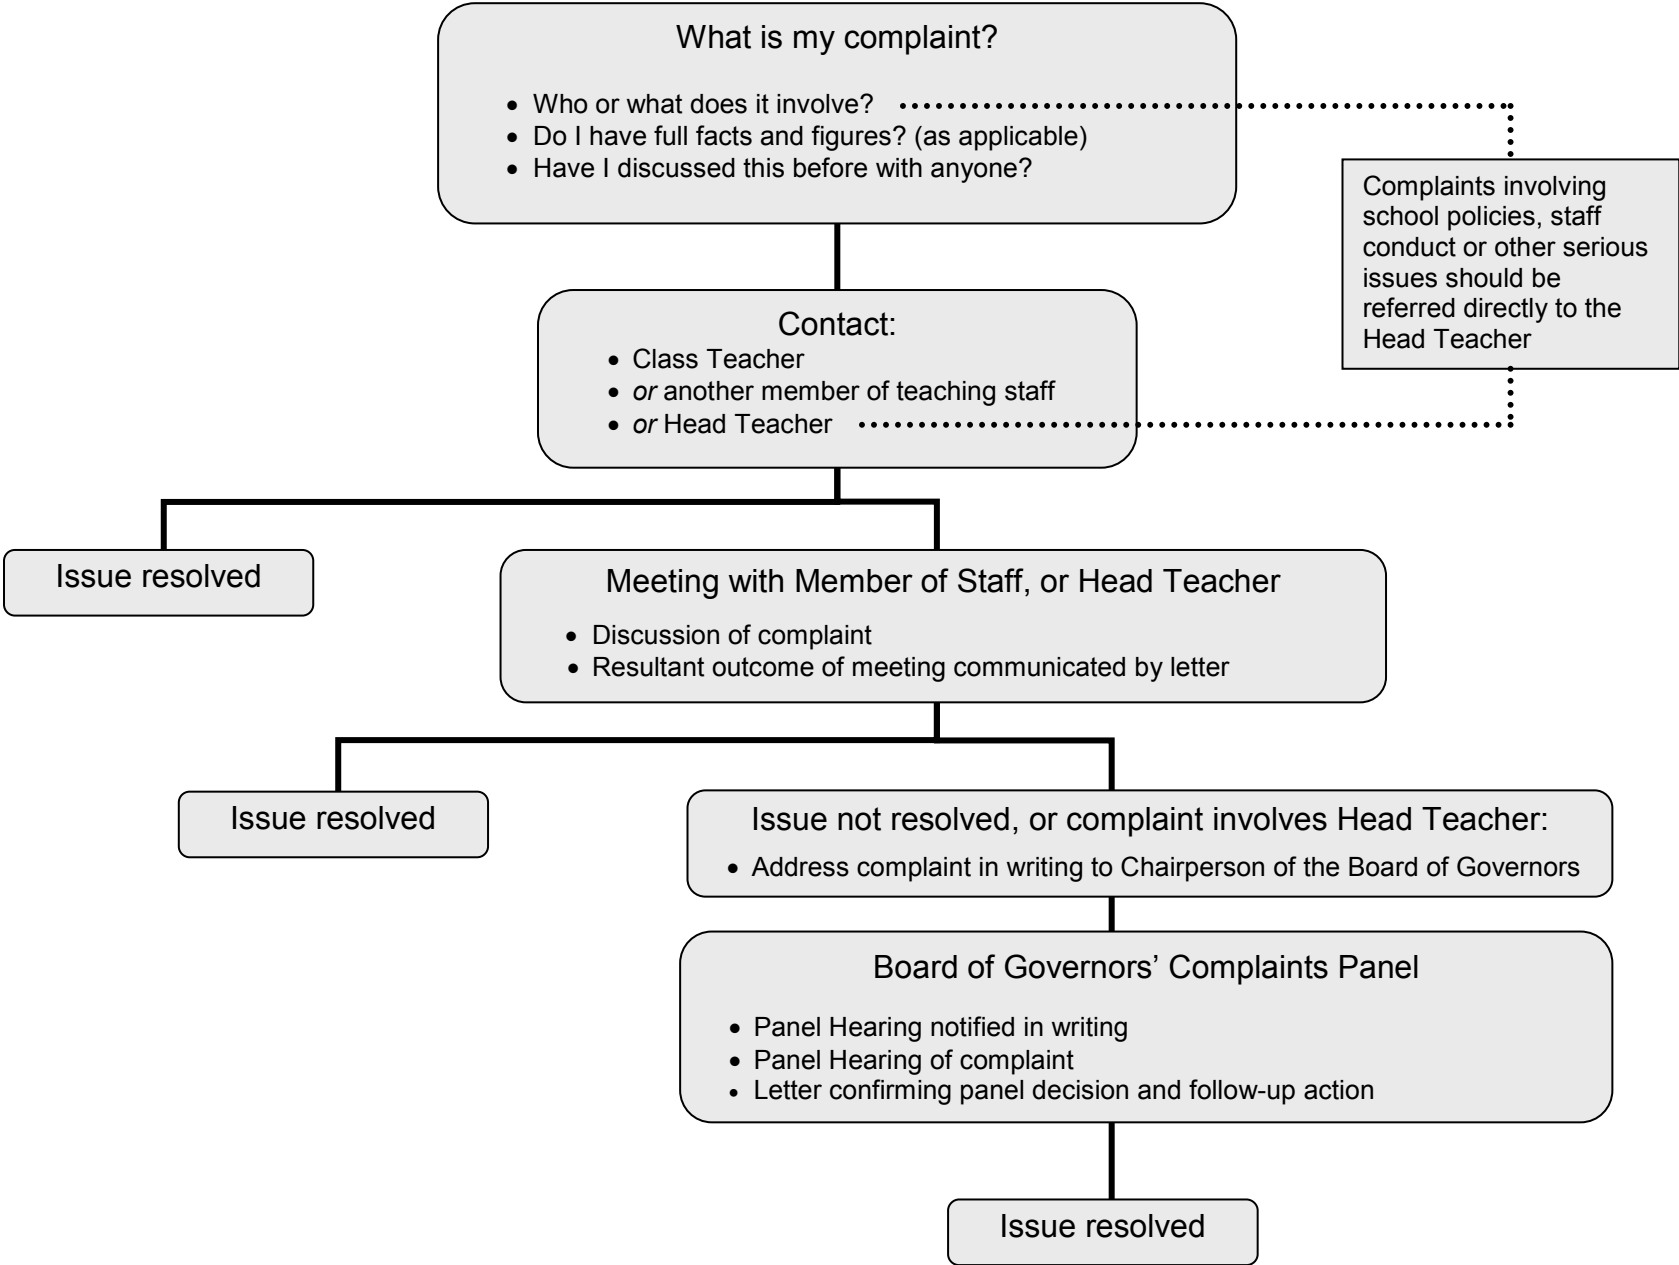 What is my complaint?
• Who or what does it involve?
• Do I have full facts and figures? (as applicable)
• Have I discussed this before with anyone?
Complaints involving
school policies, staff
conduct or other serious
issues should be
referred directly to the
Head Teacher
Contact:
• Class Teacher
• or another member of teaching staff
• or Head Teacher
Issue resolved
Meeting with Member of Staff, or Head Teacher
• Discussion of complaint
• Resultant outcome of meeting communicated by letter
Issue resolved
Issue not resolved, or complaint involves Head Teacher:
• Address complaint in writing to Chairperson of the Board of Governors
Board of Governors’ Complaints Panel
• Panel Hearing notified in writing
• Panel Hearing of complaint
• Letter confirming panel decision and follow-up action
Issue resolved